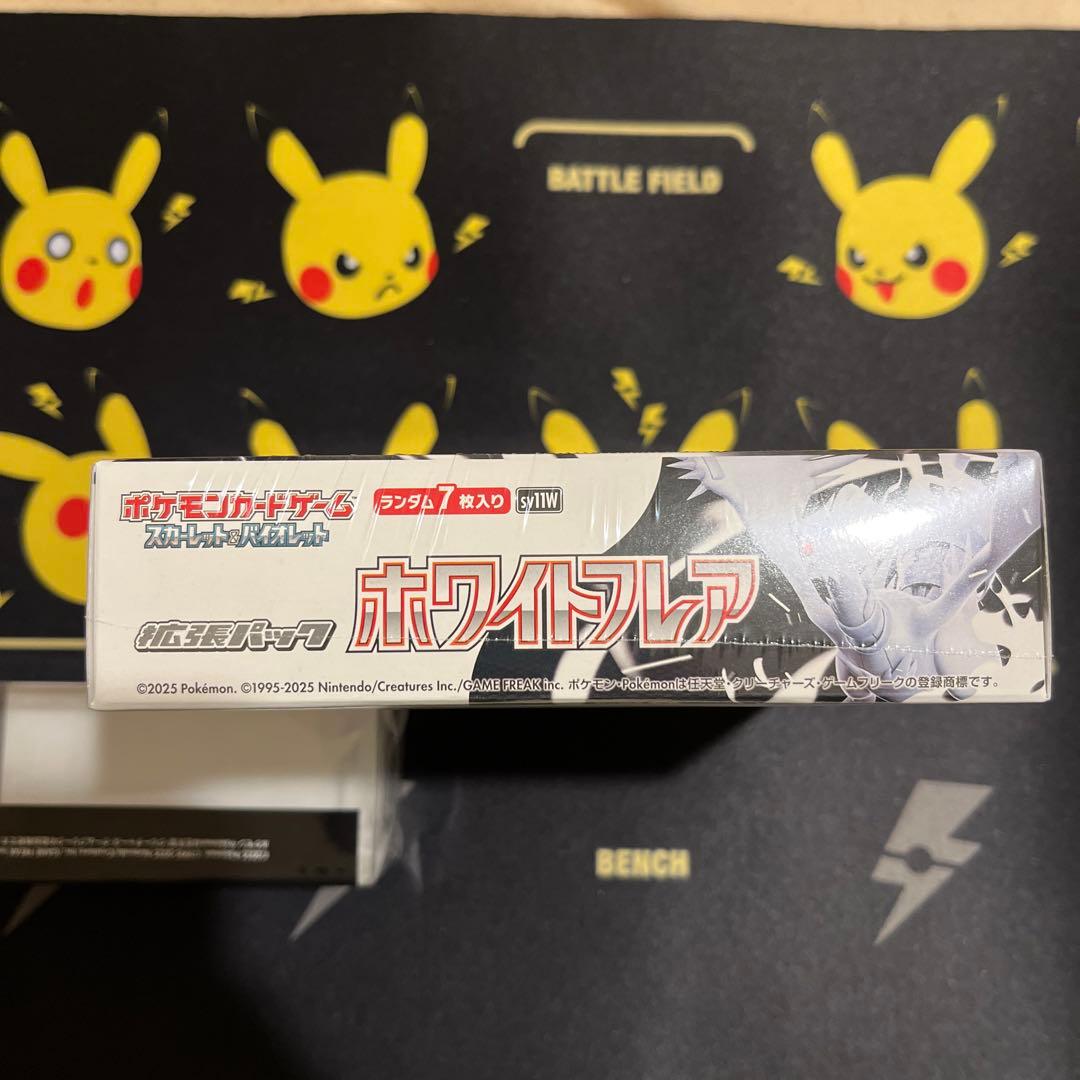 BATTLE FIELD
ポケモンカードゲーム
スカーレット&バイオレット
ランダム7枚入り
sv11W
拡張パック
ホワイトフレア
©2025 Pokémon. ©1995-2025 Nintendo/Creatures Inc./GAME FREAK inc. ポケモン・Pokémonは任天堂・クリーチャーズ・ゲームフリークの登録商標です。
BENCH